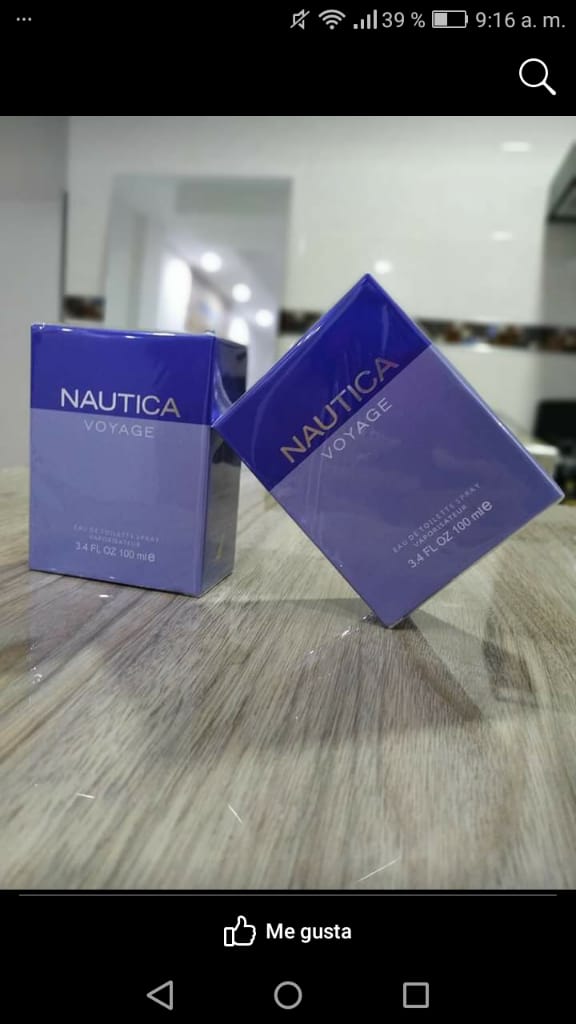 39 % 9:16 a. m.
NAUTICA
VOYAGE
EAU DE TOILETTE SPRAY
VAPORISATEUR
3.4 FL OZ 100 ml e
NAUTICA
VOYAGE
EAU DE TOILETTE SPRAY
VAPORISATEUR
3.4 FL OZ 100 ml e
Me gusta